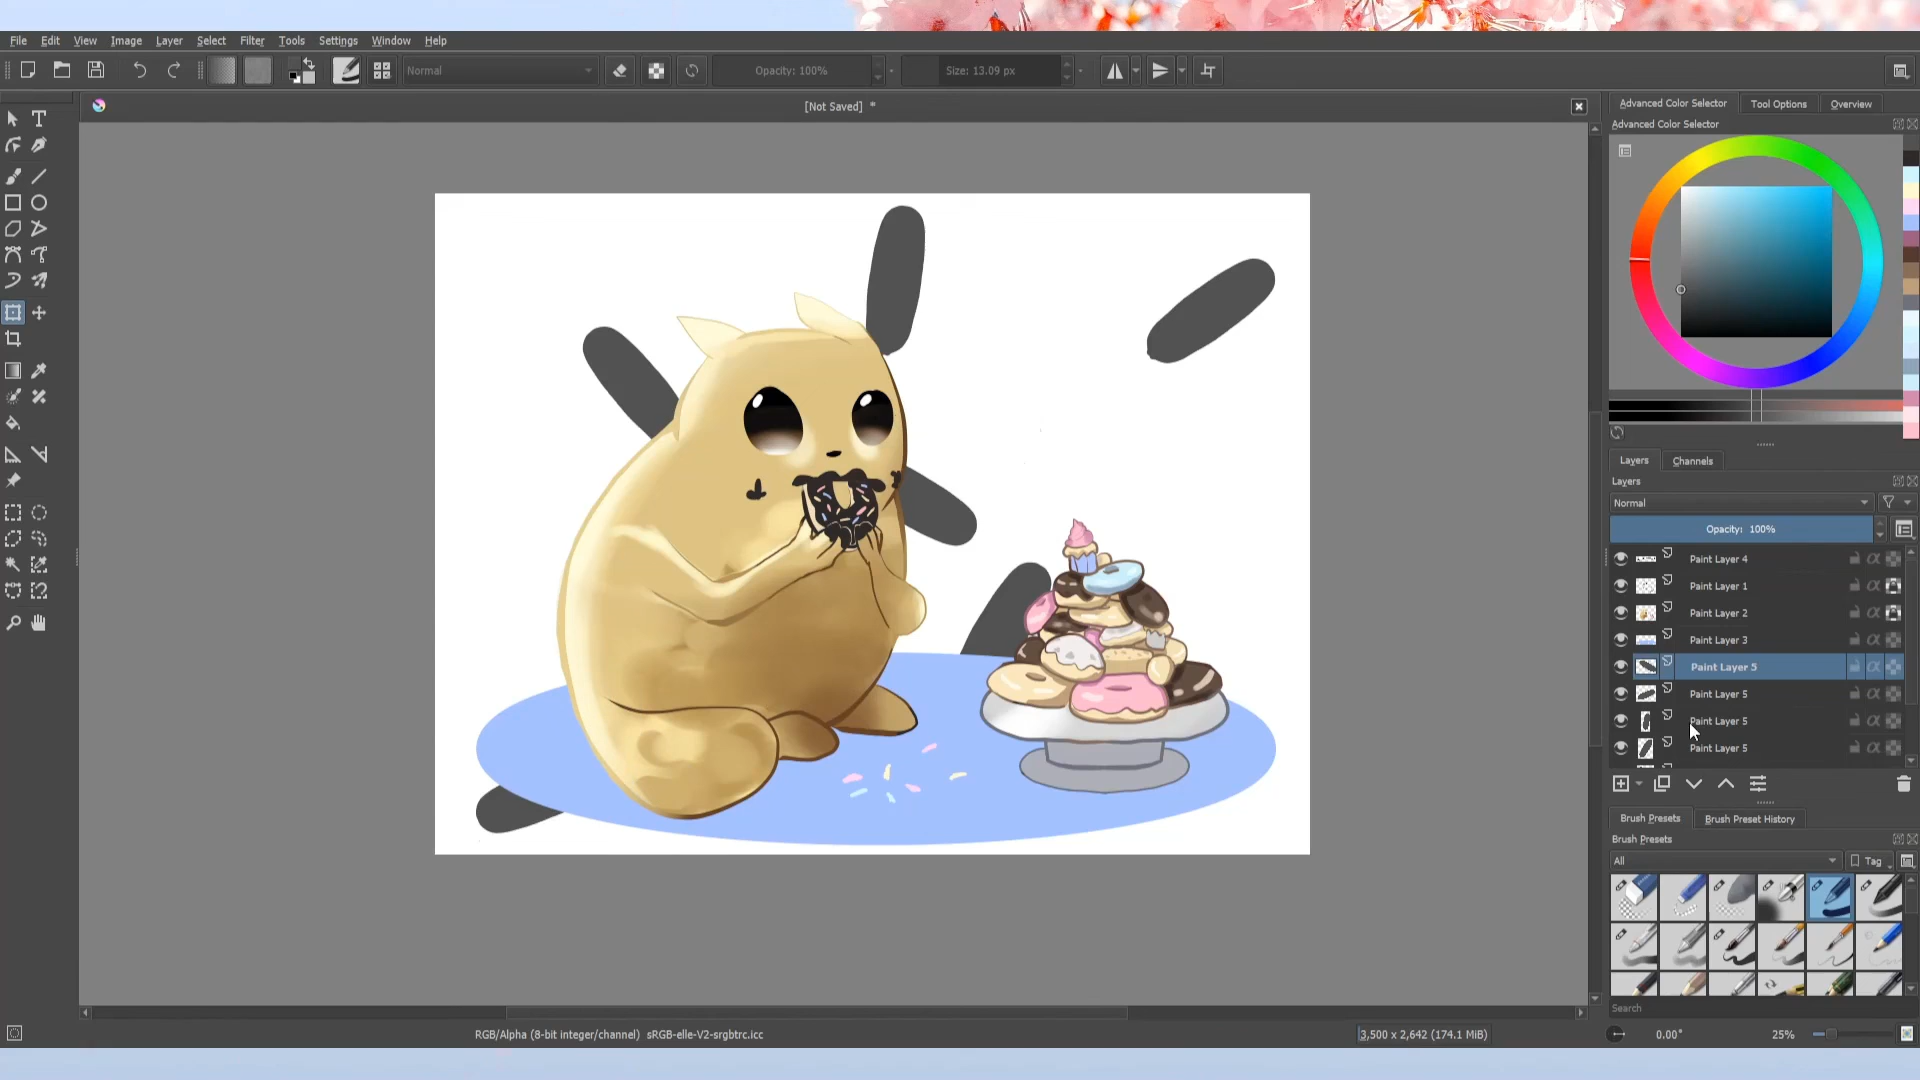 File Edit View Image Layer Select Filter Tools Settings Window Help
Normal Opacity: 100% Size: 13.09 px
[Not Saved] *
Advanced Color Selector Tool Options Overview
Advanced Color Selector
Layers Channels
Layers
Normal
Opacity: 100%
Paint Layer 4
Paint Layer 1
Paint Layer 2
Paint Layer 3
Paint Layer 5
Paint Layer 5
Paint Layer 5
Paint Layer 5
Brush Presets Brush Preset History
Brush Presets
All Tag
Search
RGB/Alpha (8-bit integer/channel) sRGB-elle-V2-srgbtrc.icc 3,500 x 2,642 (174.1 MiB) 0.00° 25%